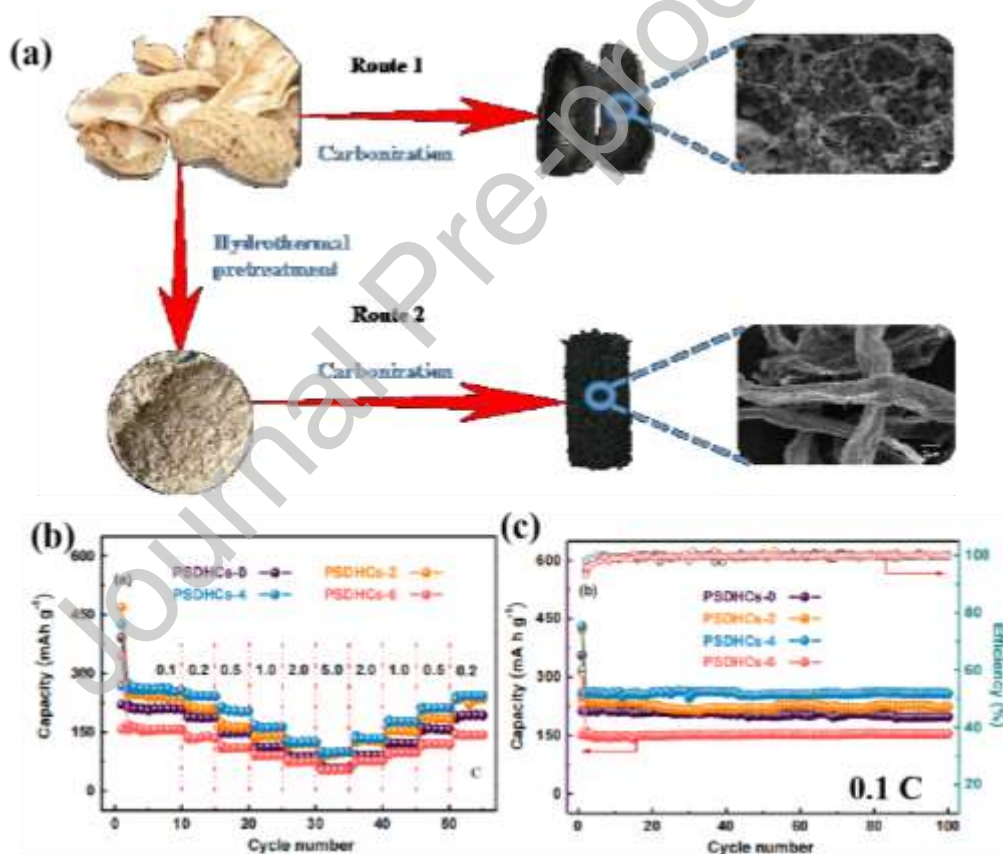 (a)
Route 1
Carbonization
Hydrothermal
pretreatment
Route 2
Carbonization
Journal Pre-proo
(b)
600
450
300
150
0
Capacity (mAh g⁻¹)
(a)
PSDHCs-0
PSDHCs-2
PSDHCs-4
PSDHCs-6
0.1 0.2 0.5 1.0 2.0 5.0 2.0 1.0 0.5 0.2
C
0 10 20 30 40 50
Cycle number
(c)
600
450
300
150
0
Capacity (mA h g⁻¹)
(b)
PSDHCs-0
PSDHCs-2
PSDHCs-4
PSDHCs-6
0.1 C
100
80
60
40
20
Efficiency (%)
0 20 40 60 80 100
Cycle number